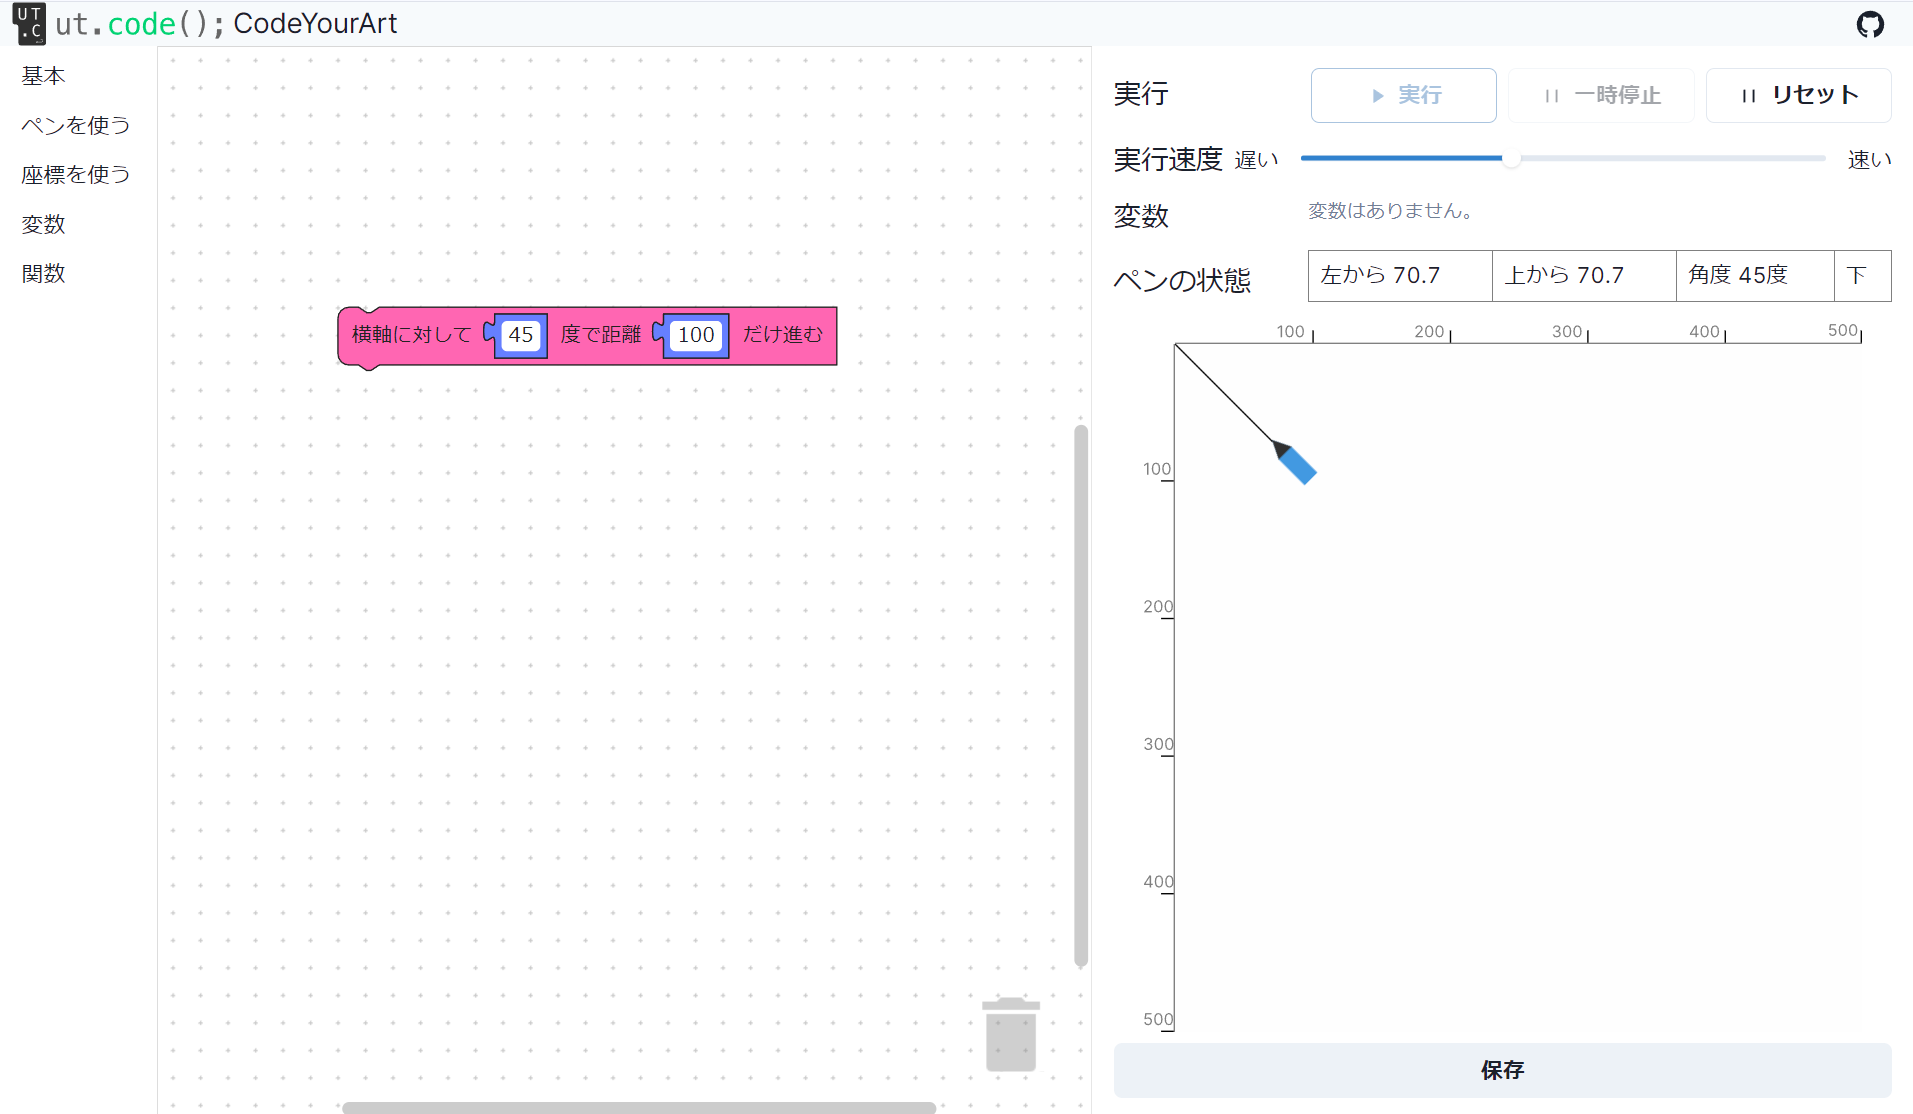 UT.C ut.code(); CodeYourArt
基本
ペンを使う
座標を使う
変数
関数
横軸に対して 45 度で距離 100 だけ進む
実行 実行 一時停止 リセット
実行速度 遅い 速い
変数 変数はありません。
ペンの状態 左から 70.7 上から 70.7 角度 45度 下
100 200 300 400 500
100
200
300
400
500
保存